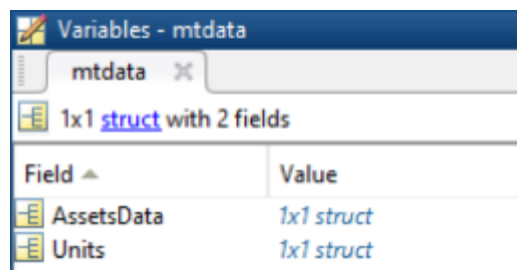 Variables - mtdata
mtdata
1x1 struct with 2 fields
Field Value
AssetsData 1x1 struct
Units 1x1 struct